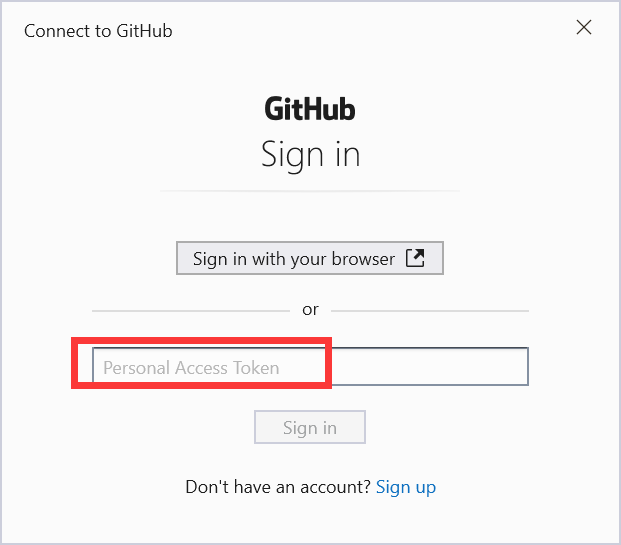 Connect to GitHub
GitHub
Sign in
Sign in with your browser
or
Personal Access Token
Sign in
Don't have an account? Sign up